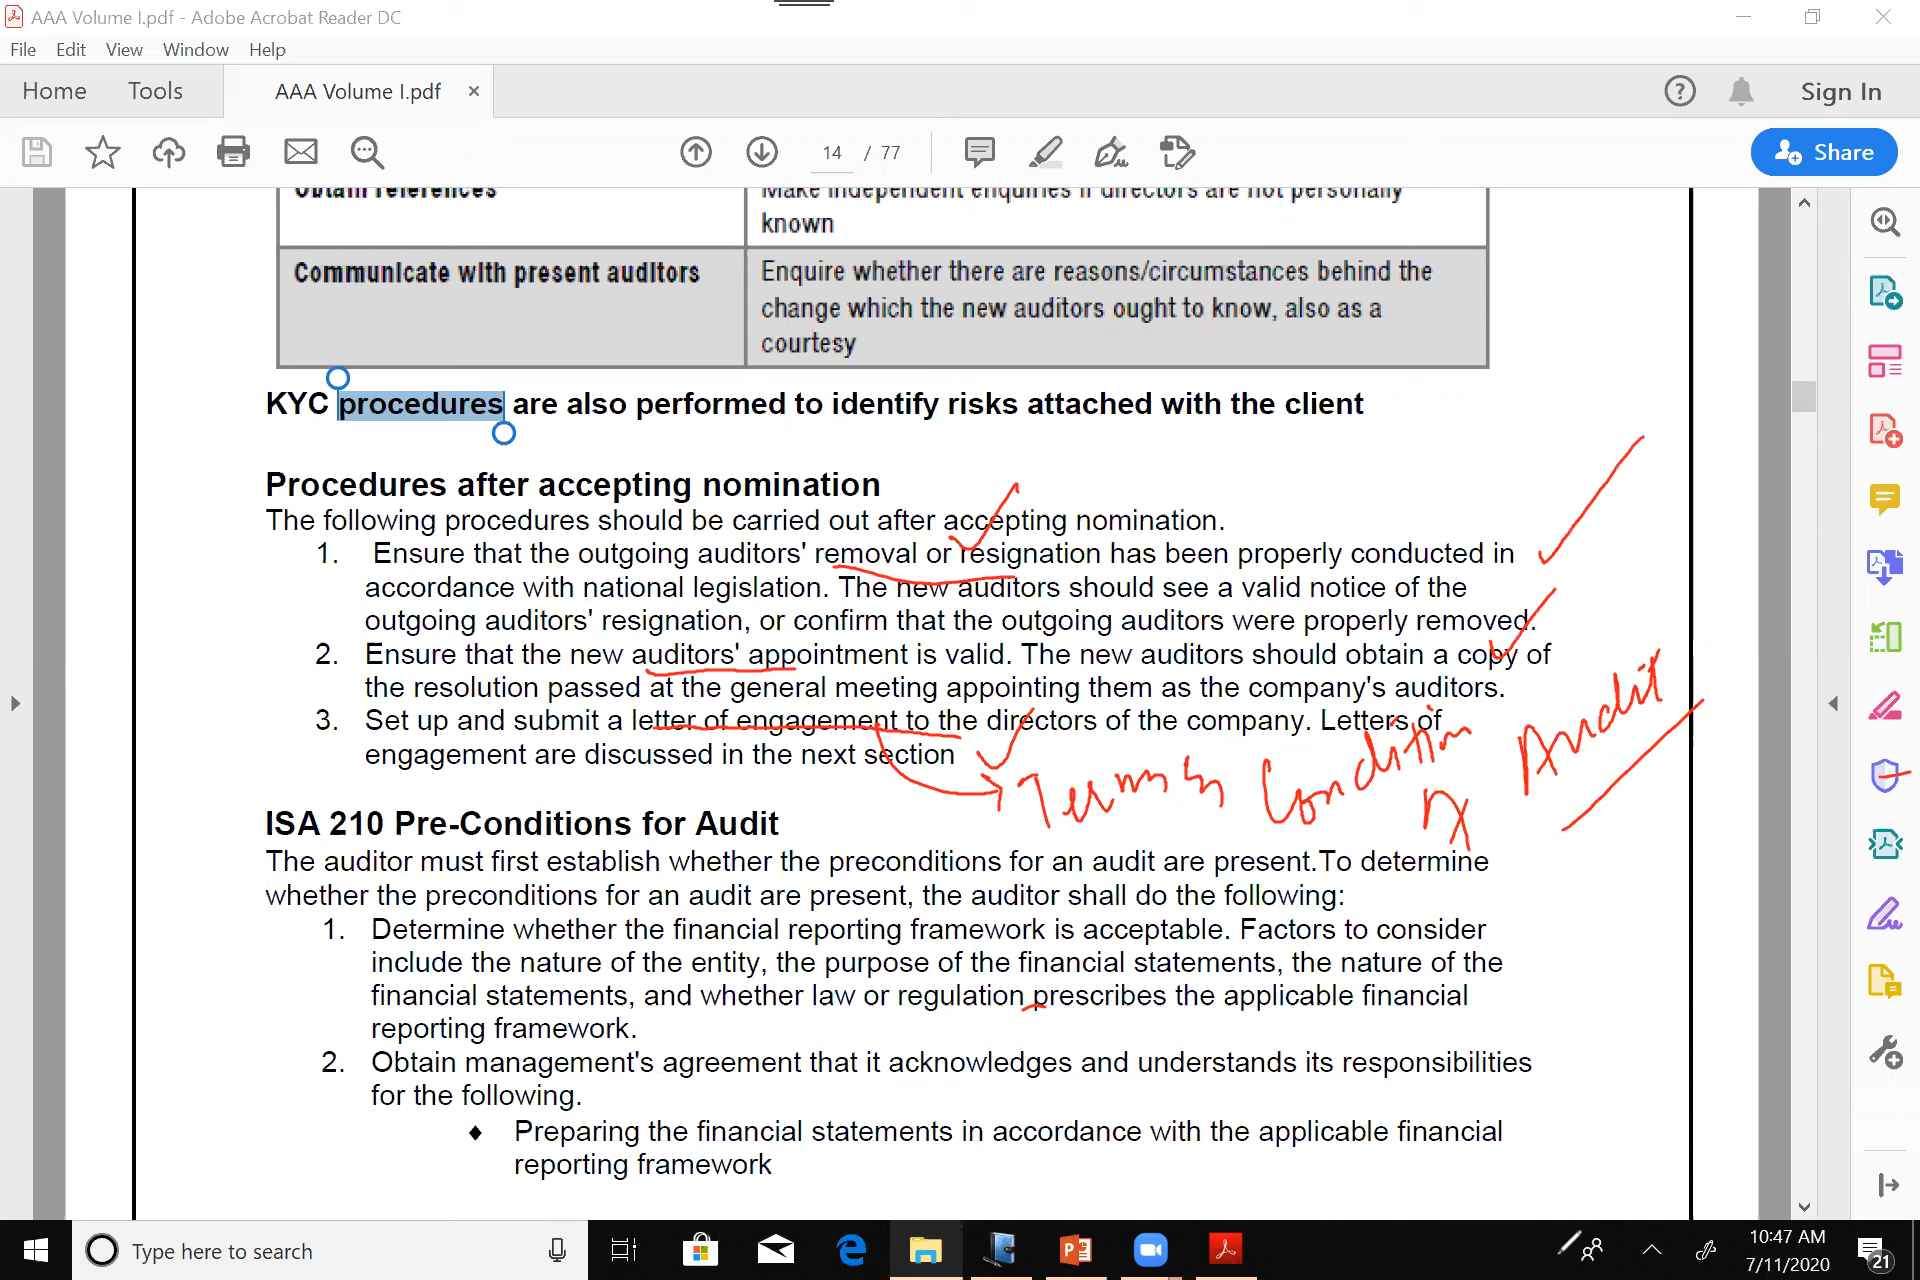 AAA Volume I.pdf - Adobe Acrobat Reader DC
File Edit View Window Help
Home Tools AAA Volume I.pdf × Sign In
14 / 77 Share
Obtain references
Make independent enquiries if directors are not personally
known
Communicate with present auditors
Enquire whether there are reasons/circumstances behind the
change which the new auditors ought to know, also as a
courtesy
KYC procedures are also performed to identify risks attached with the client
Procedures after accepting nomination
The following procedures should be carried out after accepting nomination.
1. Ensure that the outgoing auditors' removal or resignation has been properly conducted in
accordance with national legislation. The new auditors should see a valid notice of the
outgoing auditors' resignation, or confirm that the outgoing auditors were properly removed.
2. Ensure that the new auditors' appointment is valid. The new auditors should obtain a copy of
the resolution passed at the general meeting appointing them as the company's auditors.
3. Set up and submit a letter of engagement to the directors of the company. Letters of
engagement are discussed in the next section
Terms Condition Audit
ISA 210 Pre-Conditions for Audit
The auditor must first establish whether the preconditions for an audit are present.To determine
whether the preconditions for an audit are present, the auditor shall do the following:
1. Determine whether the financial reporting framework is acceptable. Factors to consider
include the nature of the entity, the purpose of the financial statements, the nature of the
financial statements, and whether law or regulation prescribes the applicable financial
reporting framework.
2. Obtain management's agreement that it acknowledges and understands its responsibilities
for the following.
♦ Preparing the financial statements in accordance with the applicable financial
reporting framework
Type here to search
10:47 AM
7/11/2020
21